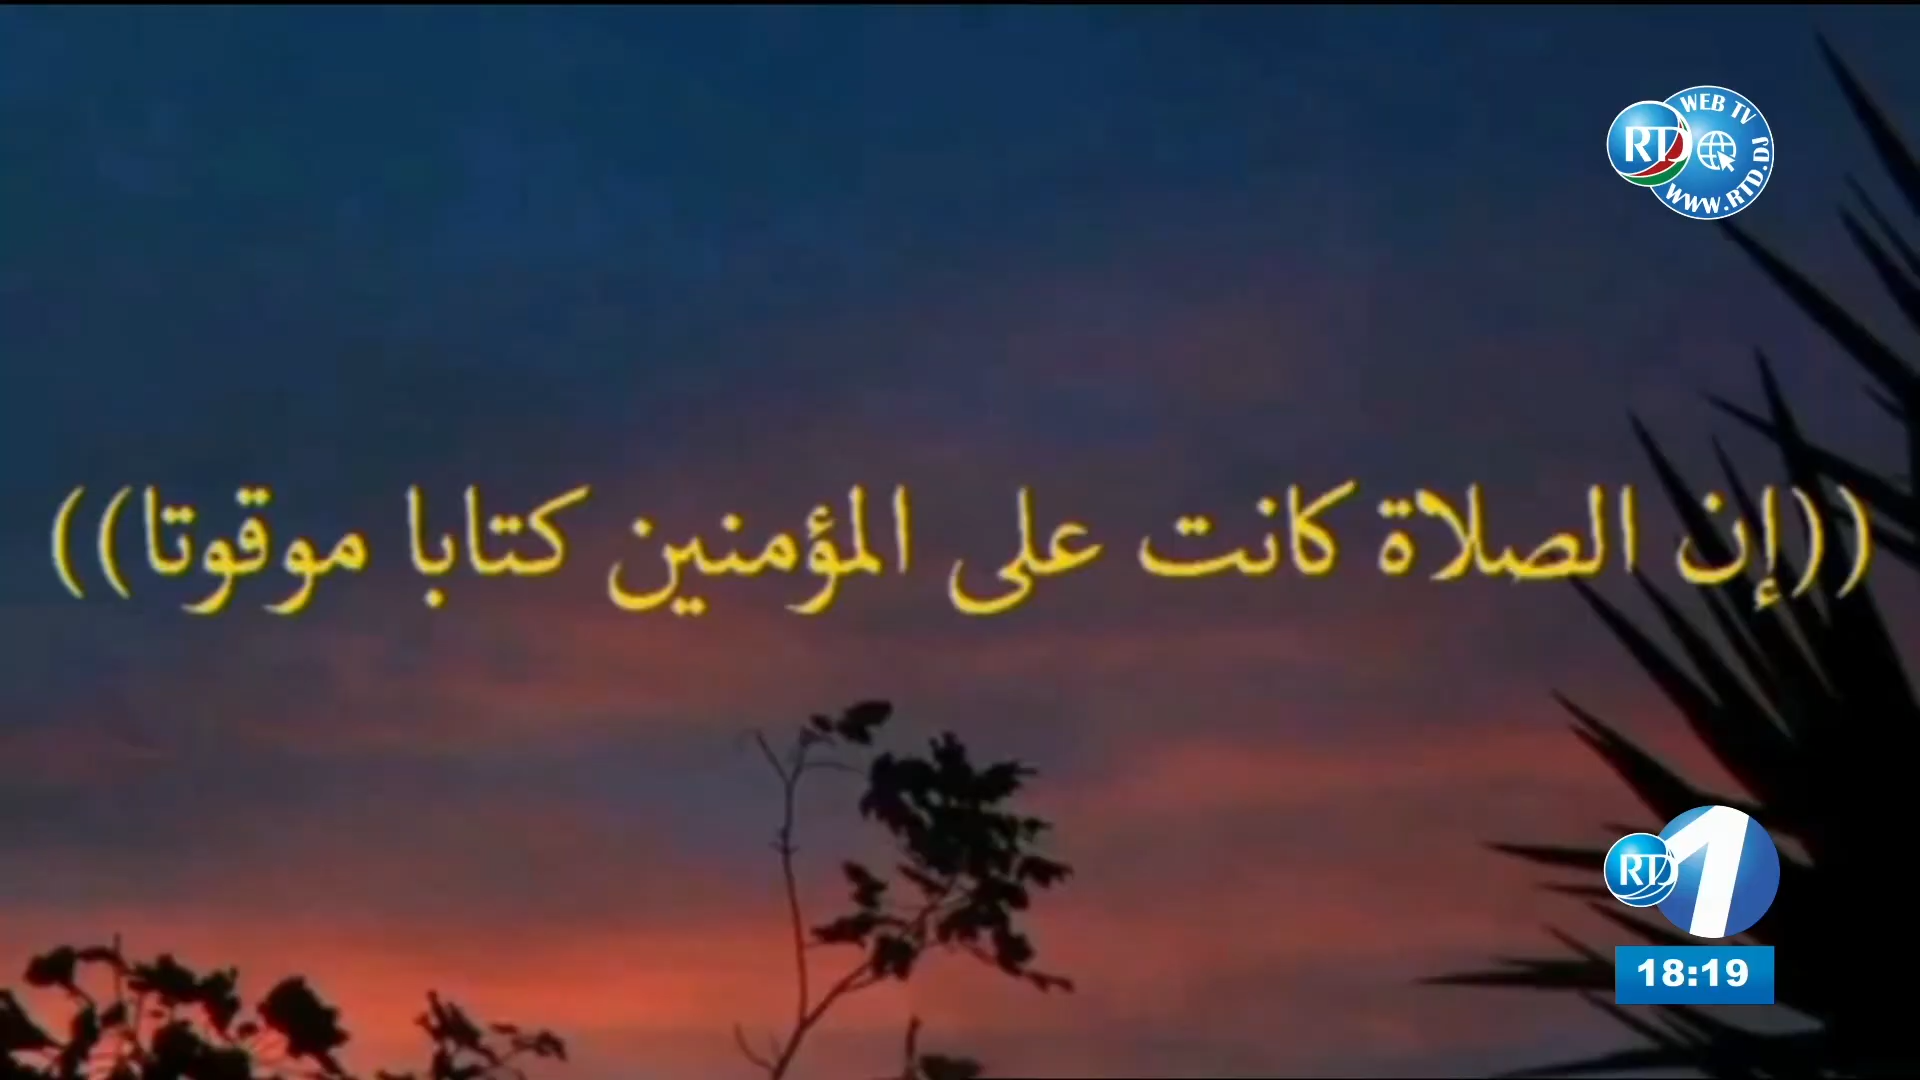 WEB TV
RTD
WWW.RTD.DJ
((إن الصلاة كانت على المؤمنين كتابا موقوتا))
RTD 1
18:19